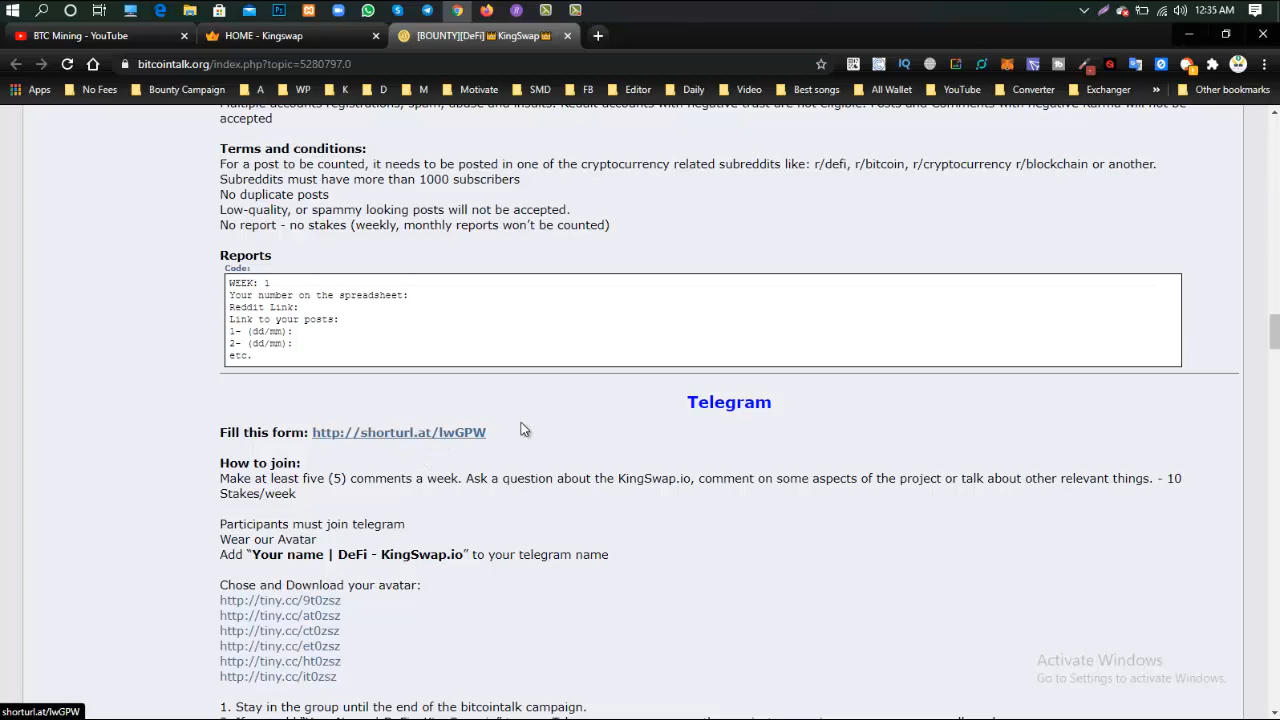 12:35 AM
BTC Mining - YouTube
HOME - Kingswap
[BOUNTY][DeFi] 👑KingSwap👑
bitcointalk.org/index.php?topic=5280797.0
Apps No Fees Bounty Campaign A WP K D M Motivate SMD FB Editor Daily Video Best songs All Wallet YouTube Converter Exchanger » Other bookmarks
accepted
Terms and conditions:
For a post to be counted, it needs to be posted in one of the cryptocurrency related subreddits like: r/defi, r/bitcoin, r/cryptocurrency r/blockchain or another.
Subreddits must have more than 1000 subscribers
No duplicate posts
Low-quality, or spammy looking posts will not be accepted.
No report - no stakes (weekly, monthly reports won't be counted)
Reports
Code:
WEEK: 1
Your number on the spreadsheet:
Reddit Link:
Link to your posts:
1- (dd/mm):
2- (dd/mm):
etc.
Telegram
Fill this form: http://shorturl.at/lwGPW
How to join:
Make at least five (5) comments a week. Ask a question about the KingSwap.io, comment on some aspects of the project or talk about other relevant things. - 10
Stakes/week
Participants must join telegram
Wear our Avatar
Add “Your name | DeFi - KingSwap.io” to your telegram name
Chose and Download your avatar:
http://tiny.cc/9t0zsz
http://tiny.cc/at0zsz
http://tiny.cc/ct0zsz
http://tiny.cc/et0zsz
http://tiny.cc/ht0zsz
http://tiny.cc/it0zsz
Activate Windows
Go to Settings to activate Windows.
1. Stay in the group until the end of the bitcointalk campaign.
shorturl.at/lwGPW